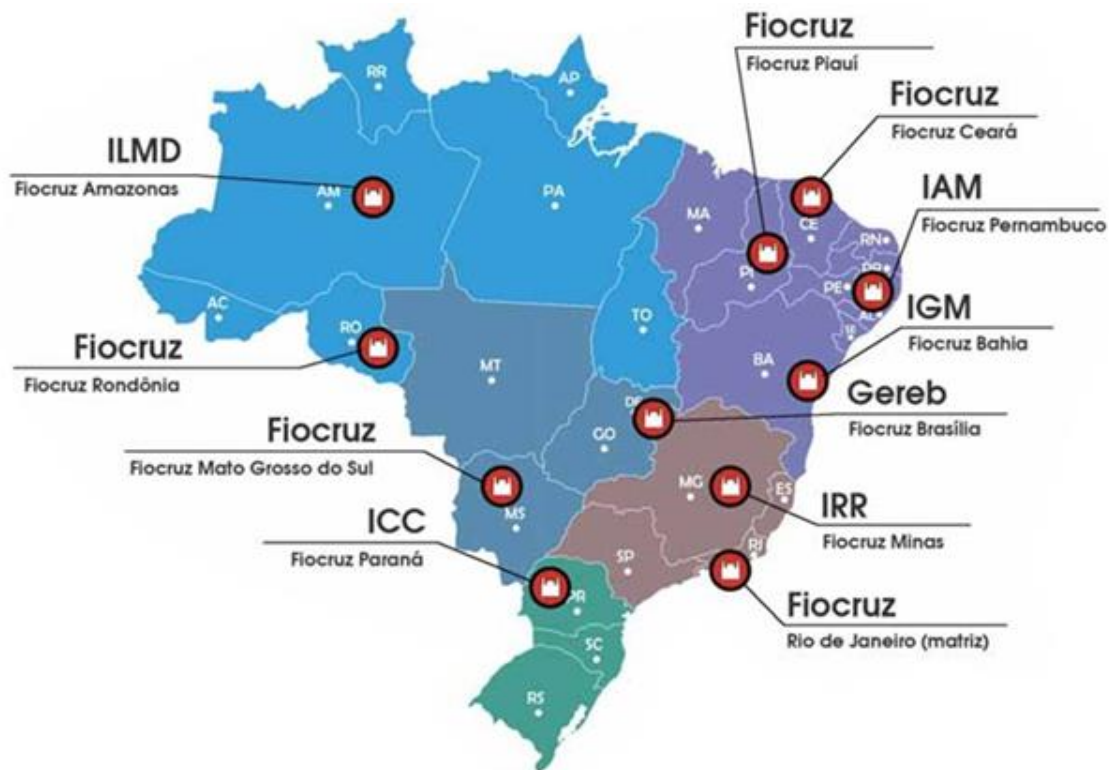 Fiocruz
Fiocruz Piauí
Fiocruz
Fiocruz Ceará
ILMD
Fiocruz Amazonas
IAM
Fiocruz Pernambuco
IGM
Fiocruz Bahia
Fiocruz
Fiocruz Rondônia
Gereb
Fiocruz Brasília
Fiocruz
Fiocruz Mato Grosso do Sul
IRR
Fiocruz Minas
ICC
Fiocruz Paraná
Fiocruz
Rio de Janeiro (matriz)
RR
AP
AM
PA
MA
CE
RN
PI
PE
AC
RO
TO
MT
BA
GO
MG
ES
MS
SP
RJ
PR
SC
RS